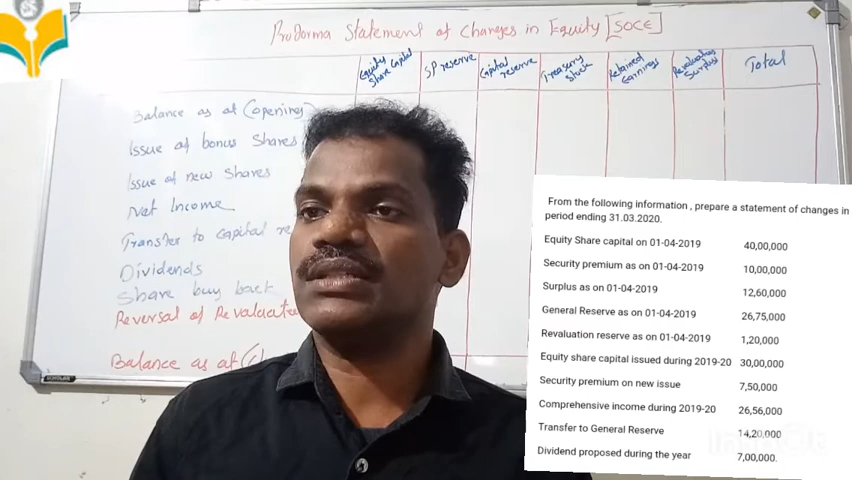 Proforma Statement of Changes in Equity [SOCE]
Equity Share Capital
SP reserve
Capital reserve
Treasury Stock
Retained Earnings
Revaluation Surplus
Total
Balance as at (opening)
Issue of bonus shares
Issue of new shares
Net Income
Transfer to capital re
Dividends
Share buy back
Reversal of Revaluatio
Balance as at (
SCHOLAR
From the following information , prepare a statement of changes in
period ending 31.03.2020.
Equity Share capital on 01-04-2019 40,00,000
Security premium as on 01-04-2019 10,00,000
Surplus as on 01-04-2019 12,60,000
General Reserve as on 01-04-2019 26,75,000
Revaluation reserve as on 01-04-2019 1,20,000
Equity share capital issued during 2019-20 30,00,000
Security premium on new issue 7,50,000
Comprehensive income during 2019-20 26,56,000
Transfer to General Reserve 14,20,000
Dividend proposed during the year 7,00,000.